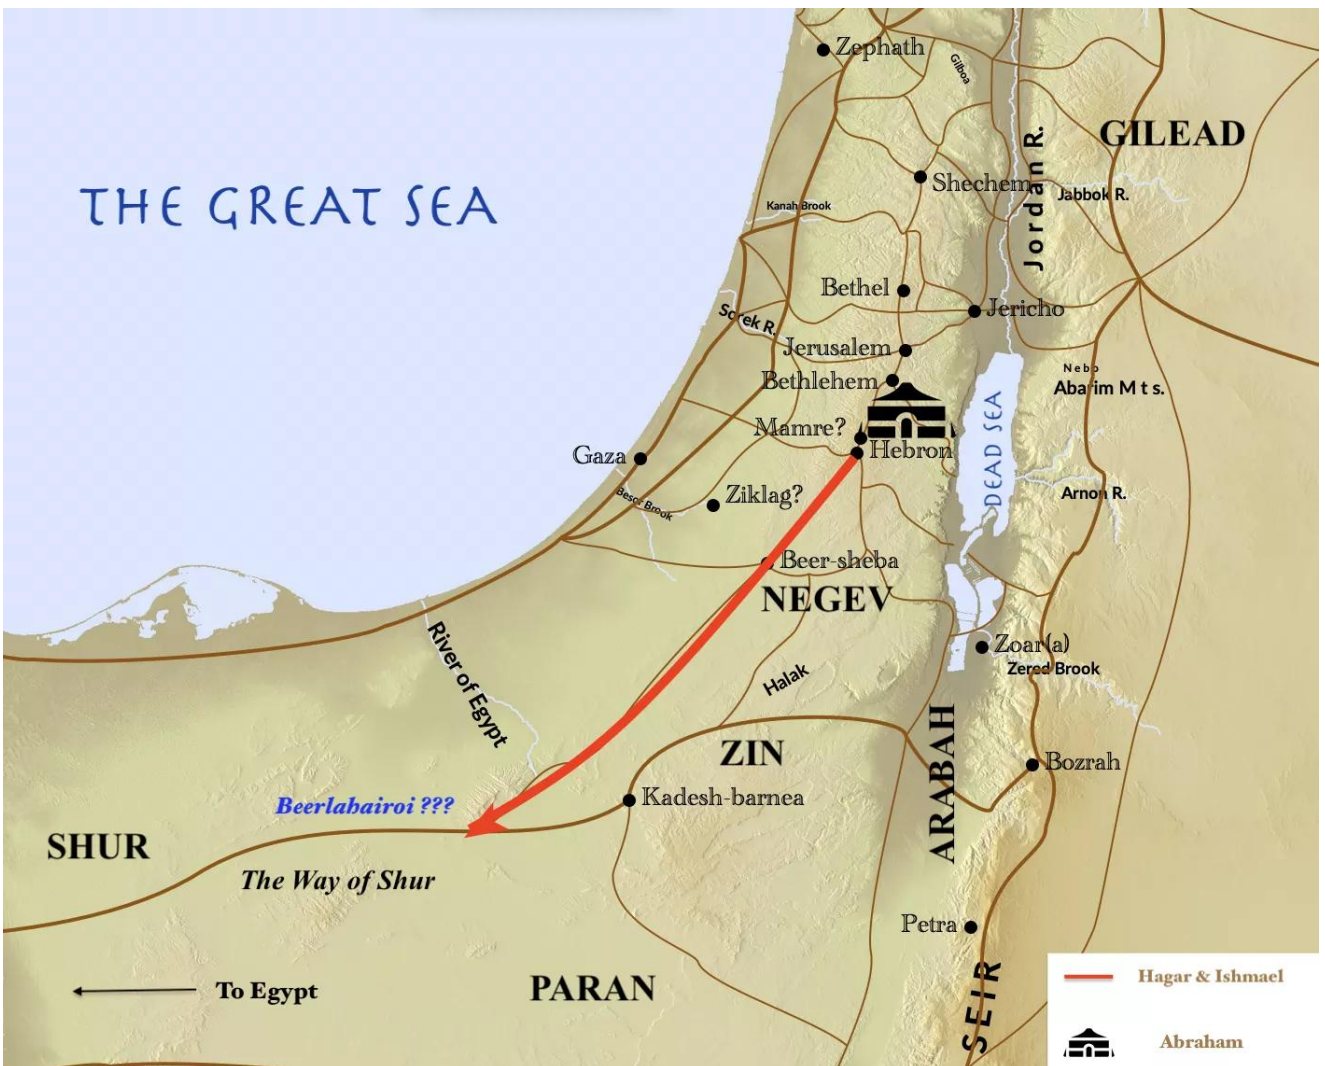 Zephath
Gilboa
GILEAD
THE GREAT SEA
Shechem
Jordan R.
Jabbok R.
Kanah Brook
Bethel
Jericho
Sorek R.
Jerusalem
Nebo
Bethlehem
Abarim M t s.
DEAD SEA
Mamre?
Hebron
Gaza
Ziklag?
Besor Brook
Arnon R.
Beer-sheba
NEGEV
River of Egypt
Zoar(a)
Zered Brook
Halak
ZIN
ARABAH
Bozrah
Kadesh-barnea
Beerlahairoi ???
SHUR
The Way of Shur
Petra
PARAN
To Egypt
SEIR
Hagar & Ishmael
Abraham